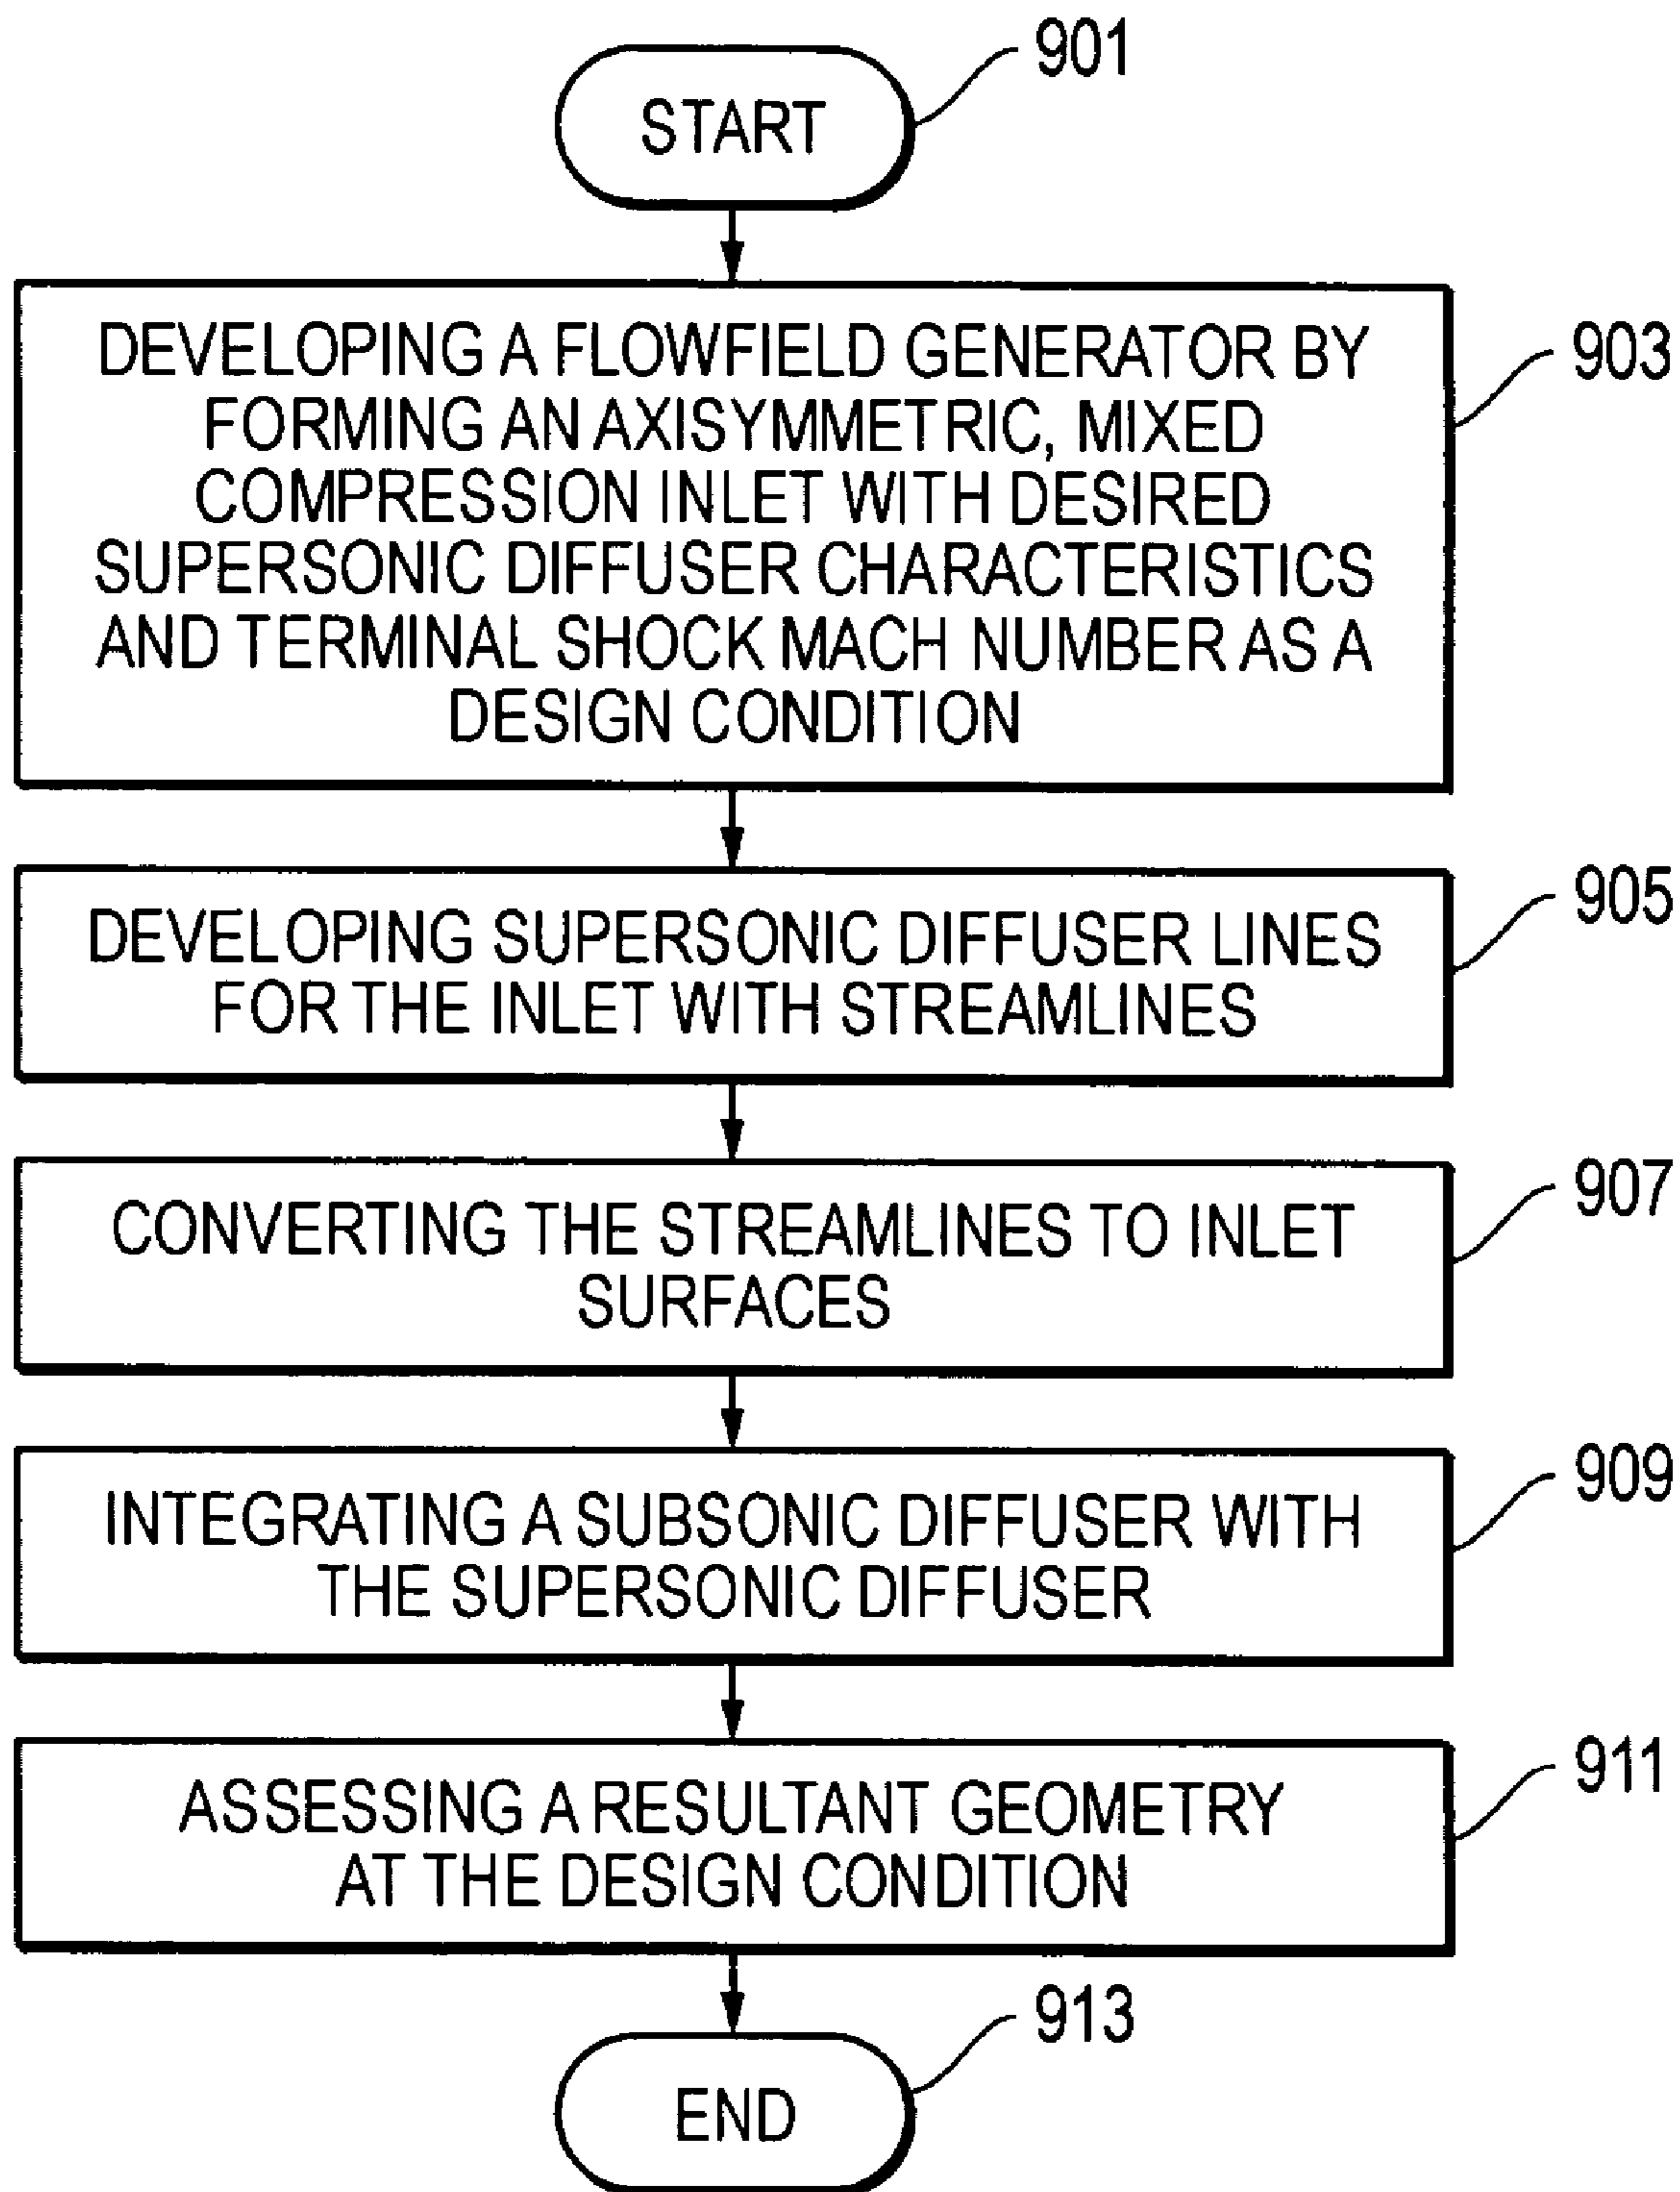 901
START
903
DEVELOPING A FLOWFIELD GENERATOR BY
FORMING AN AXISYMMETRIC, MIXED
COMPRESSION INLET WITH DESIRED
SUPERSONIC DIFFUSER CHARACTERISTICS
AND TERMINAL SHOCK MACH NUMBER AS A
DESIGN CONDITION
905
DEVELOPING SUPERSONIC DIFFUSER LINES
FOR THE INLET WITH STREAMLINES
907
CONVERTING THE STREAMLINES TO INLET
SURFACES
909
INTEGRATING A SUBSONIC DIFFUSER WITH
THE SUPERSONIC DIFFUSER
911
ASSESSING A RESULTANT GEOMETRY
AT THE DESIGN CONDITION
913
END